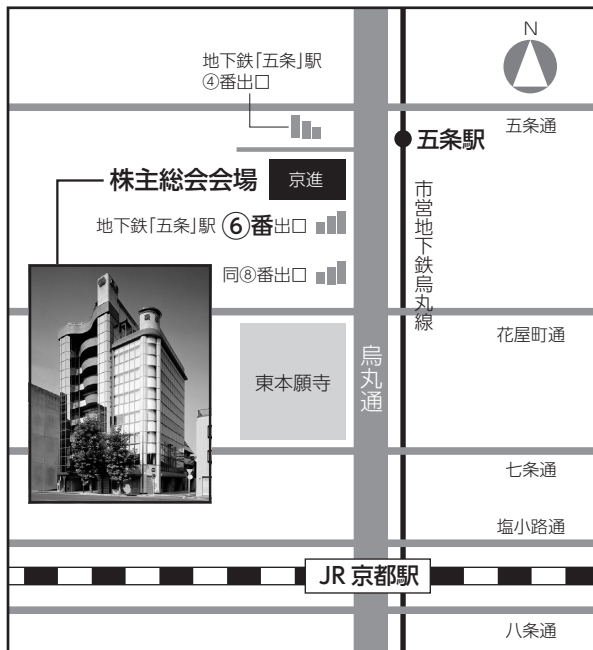 N
地下鉄「五条」駅
④番出口
五条通
五条駅
株主総会会場
京進
市営地下鉄烏丸線
地下鉄「五条」駅 ⑥番出口
同⑧番出口
花屋町通
烏丸通
東本願寺
七条通
塩小路通
JR 京都駅
八条通